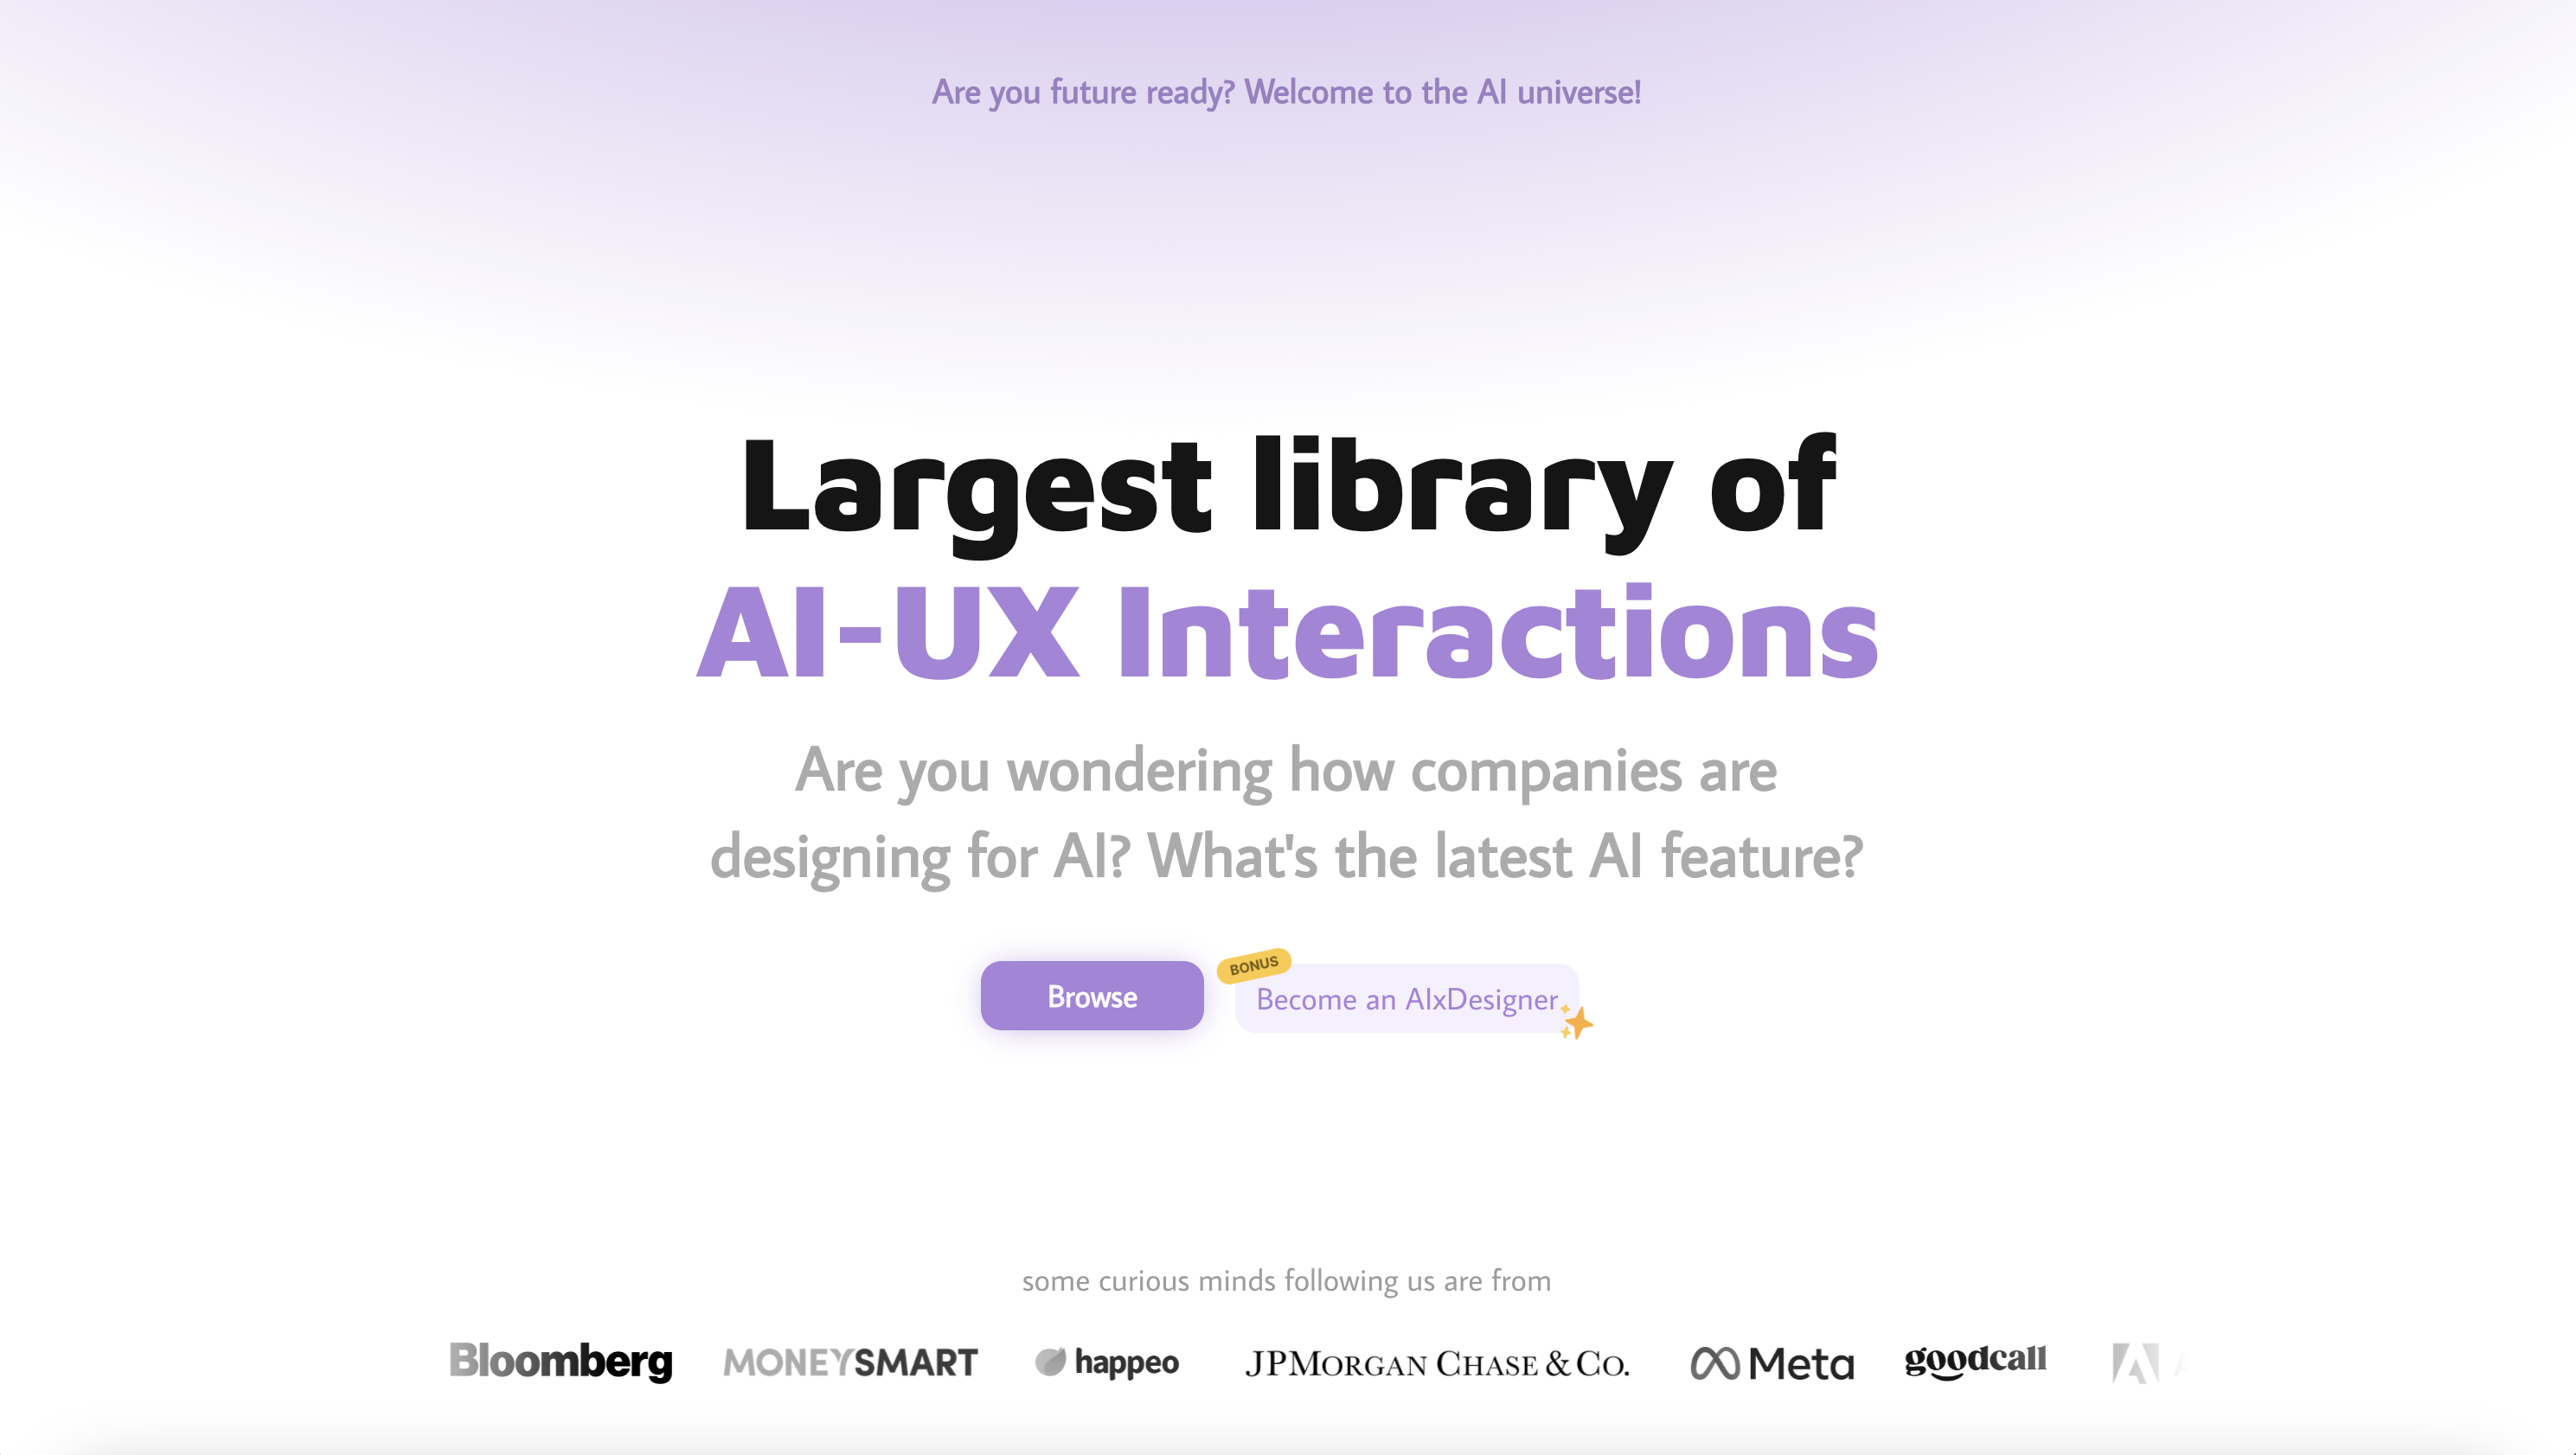 Are you future ready? Welcome to the AI universe!
Largest library of
AI-UX Interactions
Are you wondering how companies are
designing for AI? What's the latest AI feature?
Browse
BONUS
Become an AIxDesigner
some curious minds following us are from
Bloomberg
MONEYSMART
happeo
JPMORGAN CHASE & CO.
Meta
goodcall